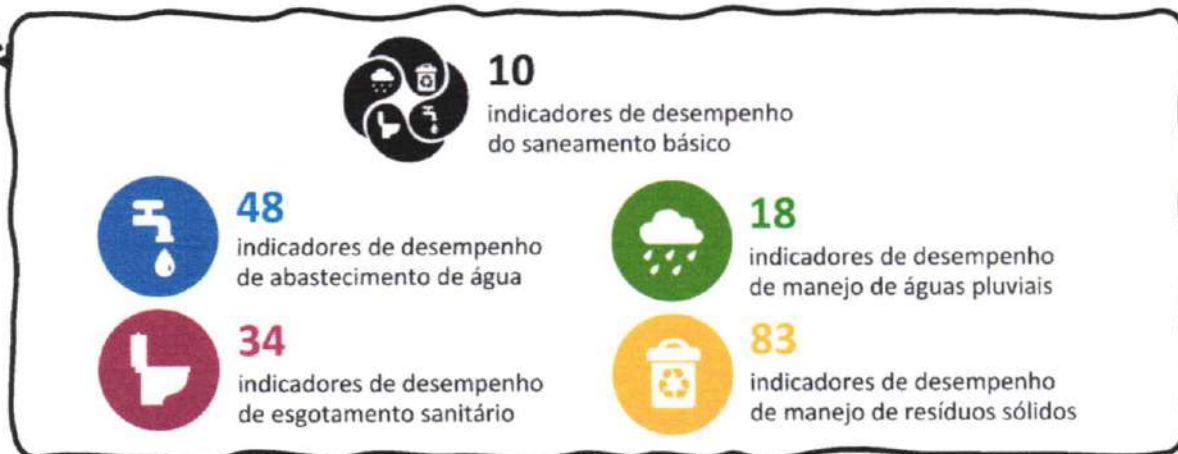 10
indicadores de desempenho
do saneamento básico
48
indicadores de desempenho
de abastecimento de água
18
indicadores de desempenho
de manejo de águas pluviais
34
indicadores de desempenho
de esgotamento sanitário
83
indicadores de desempenho
de manejo de resíduos sólidos